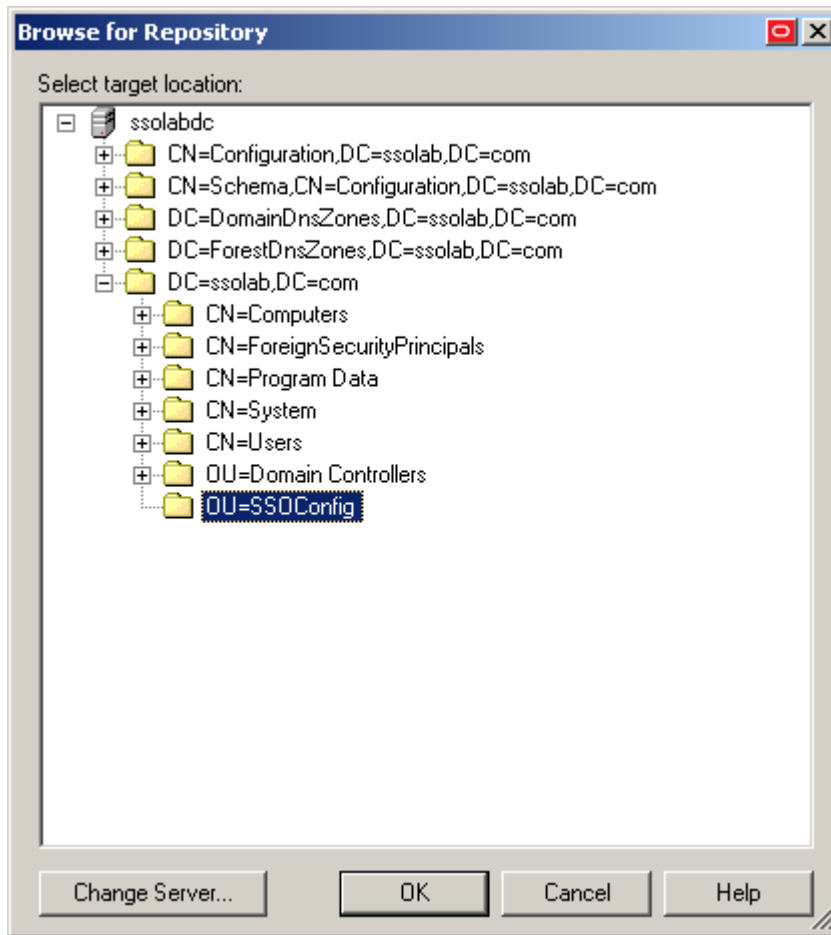 Browse for Repository
Select target location:
ssolabdc
CN=Configuration,DC=ssolab,DC=com
CN=Schema,CN=Configuration,DC=ssolab,DC=com
DC=DomainDnsZones,DC=ssolab,DC=com
DC=ForestDnsZones,DC=ssolab,DC=com
DC=ssolab,DC=com
CN=Computers
CN=ForeignSecurityPrincipals
CN=Program Data
CN=System
CN=Users
OU=Domain Controllers
OU=SSOConfig
Change Server... OK Cancel Help